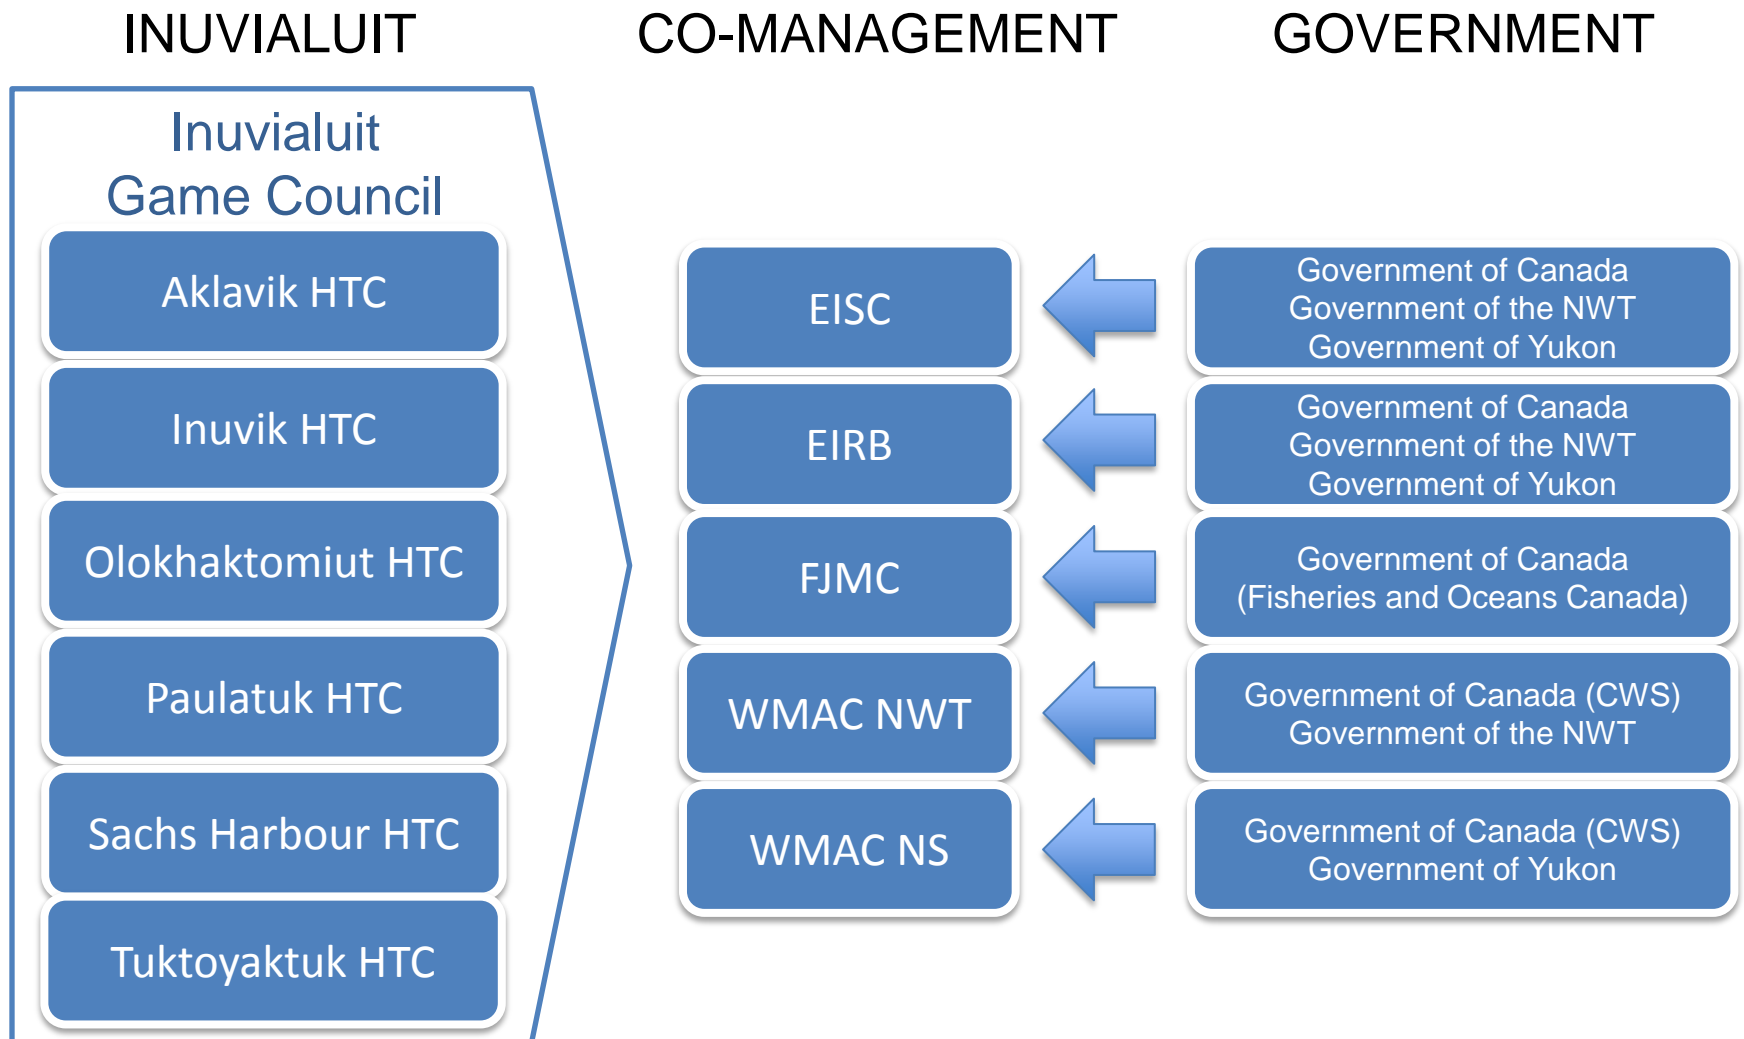 INUVIALUIT
CO-MANAGEMENT
GOVERNMENT
Inuvialuit
Game Council
Aklavik HTC
Inuvik HTC
Olokhaktomiut HTC
Paulatuk HTC
Sachs Harbour HTC
Tuktoyaktuk HTC
EISC
EIRB
FJMC
WMAC NWT
WMAC NS
Government of Canada
Government of the NWT
Government of Yukon
Government of Canada
Government of the NWT
Government of Yukon
Government of Canada
(Fisheries and Oceans Canada)
Government of Canada (CWS)
Government of the NWT
Government of Canada (CWS)
Government of Yukon